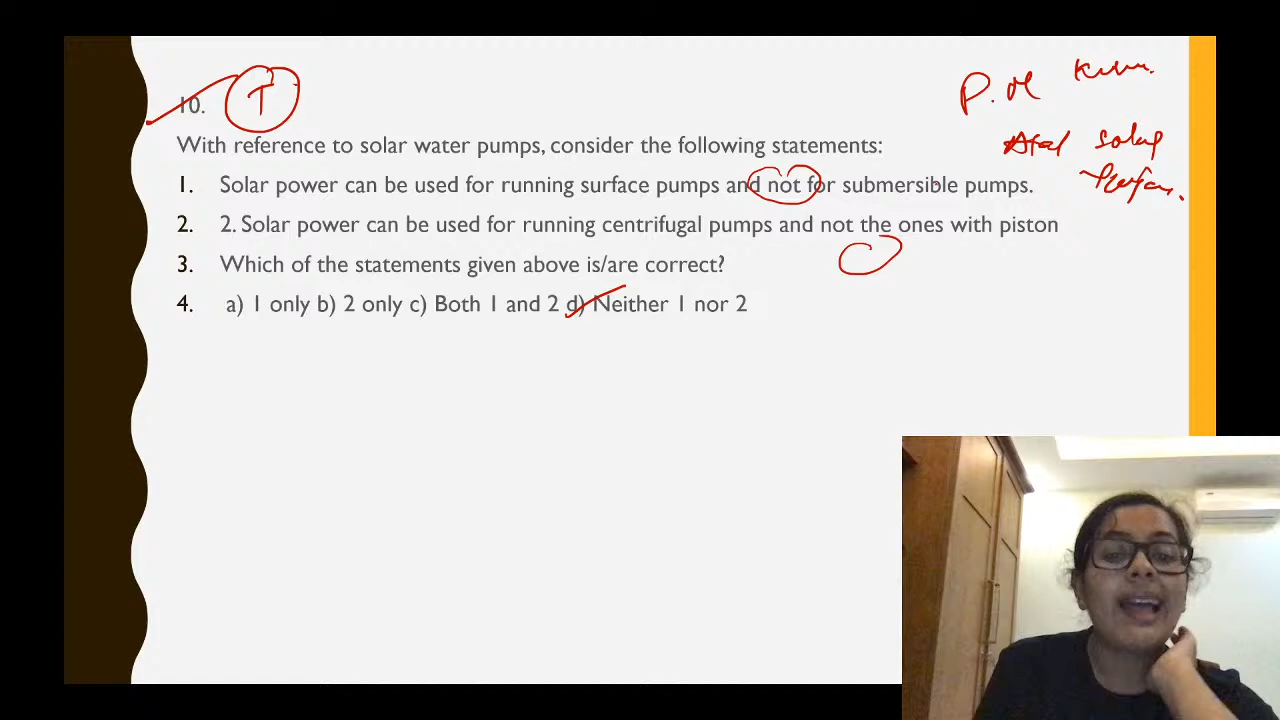 10. T
With reference to solar water pumps, consider the following statements:
1. Solar power can be used for running surface pumps and not for submersible pumps.
2. 2. Solar power can be used for running centrifugal pumps and not the ones with piston
3. Which of the statements given above is/are correct?
4. a) 1 only b) 2 only c) Both 1 and 2 d) Neither 1 nor 2
P.M
solar